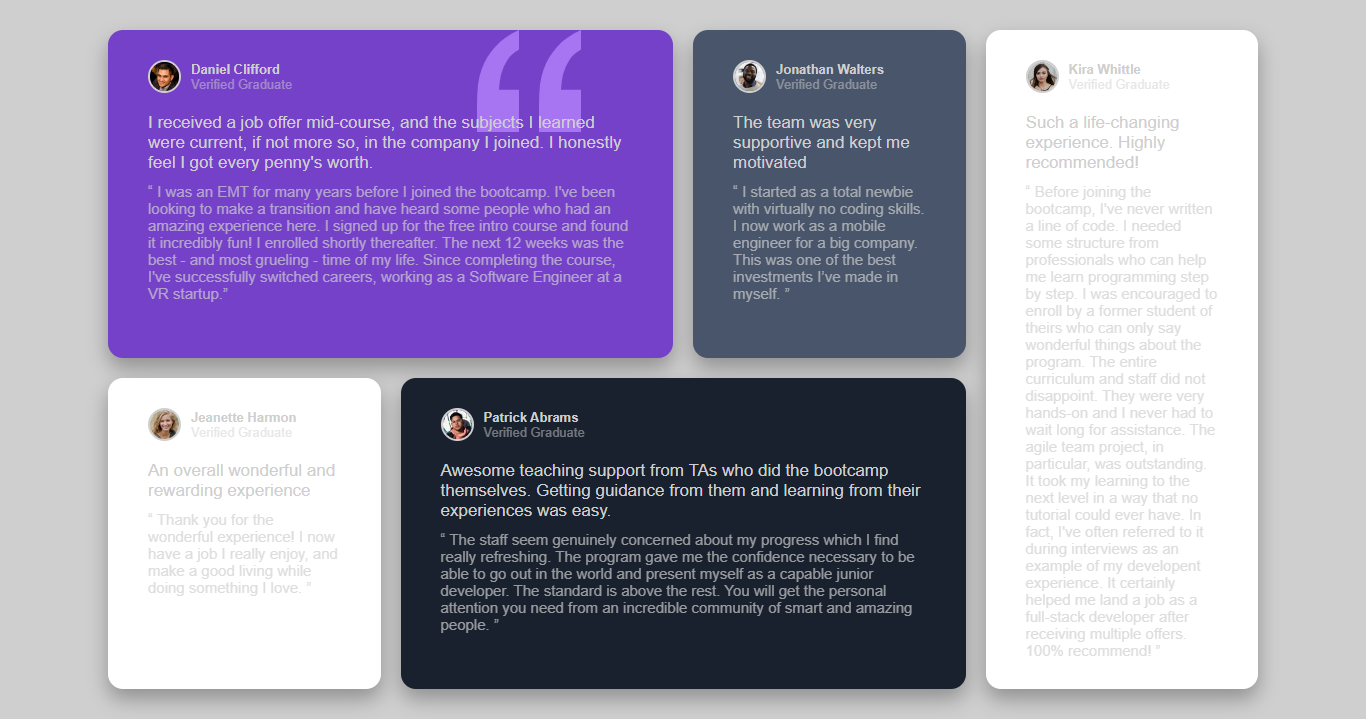 Daniel Clifford
Verified Graduate
I received a job offer mid-course, and the subjects I learned
were current, if not more so, in the company I joined. I honestly
feel I got every penny's worth.
“ I was an EMT for many years before I joined the bootcamp. I've been
looking to make a transition and have heard some people who had an
amazing experience here. I signed up for the free intro course and found
it incredibly fun! I enrolled shortly thereafter. The next 12 weeks was the
best - and most grueling - time of my life. Since completing the course,
I've successfully switched careers, working as a Software Engineer at a
VR startup.”
Jonathan Walters
Verified Graduate
The team was very
supportive and kept me
motivated
“ I started as a total newbie
with virtually no coding skills.
I now work as a mobile
engineer for a big company.
This was one of the best
investments I've made in
myself. ”
Kira Whittle
Verified Graduate
Such a life-changing
experience. Highly
recommended!
“ Before joining the
bootcamp, I've never written
a line of code. I needed
some structure from
professionals who can help
me learn programming step
by step. I was encouraged to
enroll by a former student of
theirs who can only say
wonderful things about the
program. The entire
curriculum and staff did not
disappoint. They were very
hands-on and I never had to
wait long for assistance. The
agile team project, in
particular, was outstanding.
It took my learning to the
next level in a way that no
tutorial could ever have. In
fact, I've often referred to it
during interviews as an
example of my developent
experience. It certainly
helped me land a job as a
full-stack developer after
receiving multiple offers.
100% recommend! ”
Jeanette Harmon
Verified Graduate
An overall wonderful and
rewarding experience
“ Thank you for the
wonderful experience! I now
have a job I really enjoy, and
make a good living while
doing something I love. ”
Patrick Abrams
Verified Graduate
Awesome teaching support from TAs who did the bootcamp
themselves. Getting guidance from them and learning from their
experiences was easy.
“ The staff seem genuinely concerned about my progress which I find
really refreshing. The program gave me the confidence necessary to be
able to go out in the world and present myself as a capable junior
developer. The standard is above the rest. You will get the personal
attention you need from an incredible community of smart and amazing
people. ”